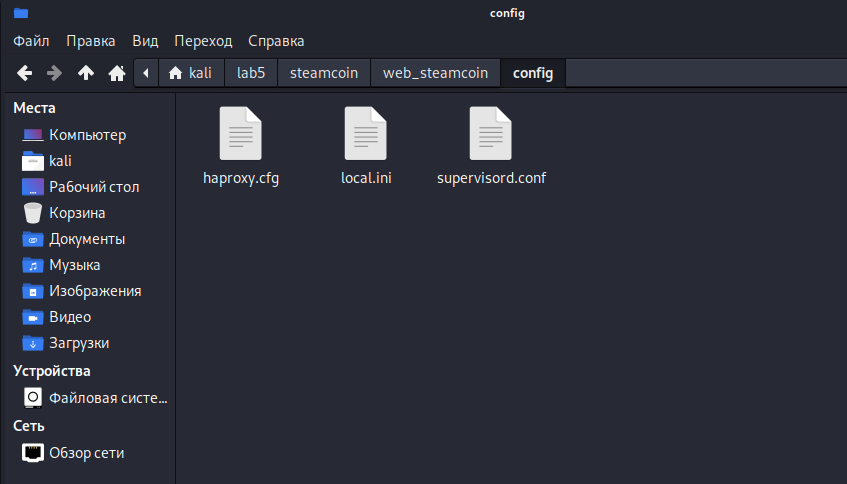 config
Файл Правка Вид Переход Справка
kali lab5 steamcoin web_steamcoin config
Места
Компьютер
kali
Рабочий стол
Корзина
Документы
Музыка
Изображения
Видео
Загрузки
Устройства
Файловая систе...
Сеть
Обзор сети
haproxy.cfg local.ini supervisord.conf